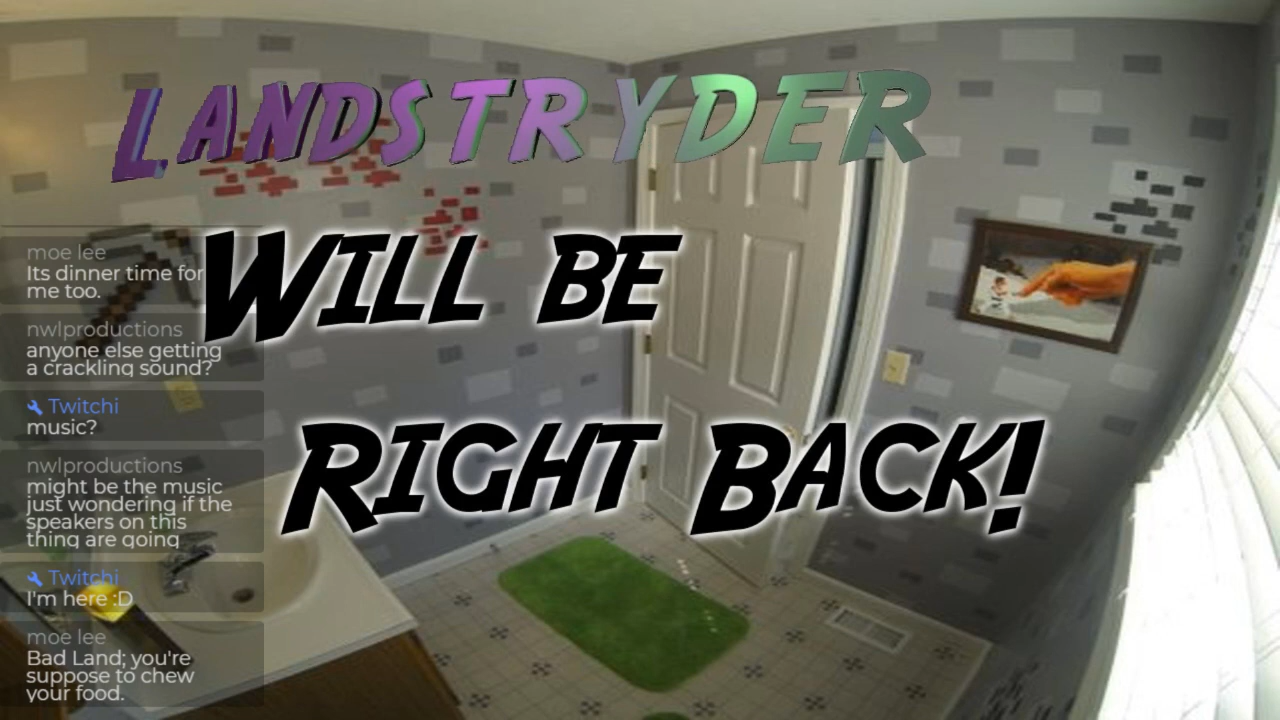 LANDSTRYDER
WILL BE
RIGHT BACK!
moe lee
Its dinner time for
me too.
nwlproductions
anyone else getting
a crackling sound?
Twitchi
music?
nwlproductions
might be the music
just wondering if the
speakers on this
thing are going
Twitchi
I'm here :D
moe lee
Bad Land; you're
suppose to chew
your food.